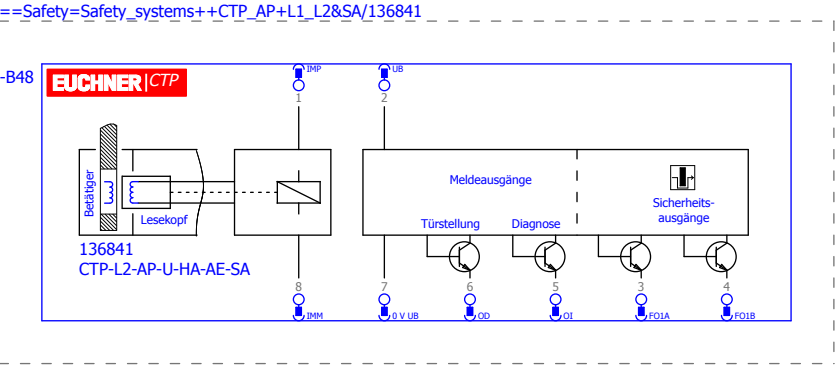 ==Safety=Safety_systems++CTP_AP+L1_L2&SA/136841
-B48
EUCHNER|CTP
IMP
UB
1
2
Betätiger
Lesekopf
Meldeausgänge
Sicherheits-
ausgänge
Türstellung
Diagnose
136841
CTP-L2-AP-U-HA-AE-SA
8
7
6
5
3
4
IMM
0 V UB
OD
OI
FO1A
FO1B